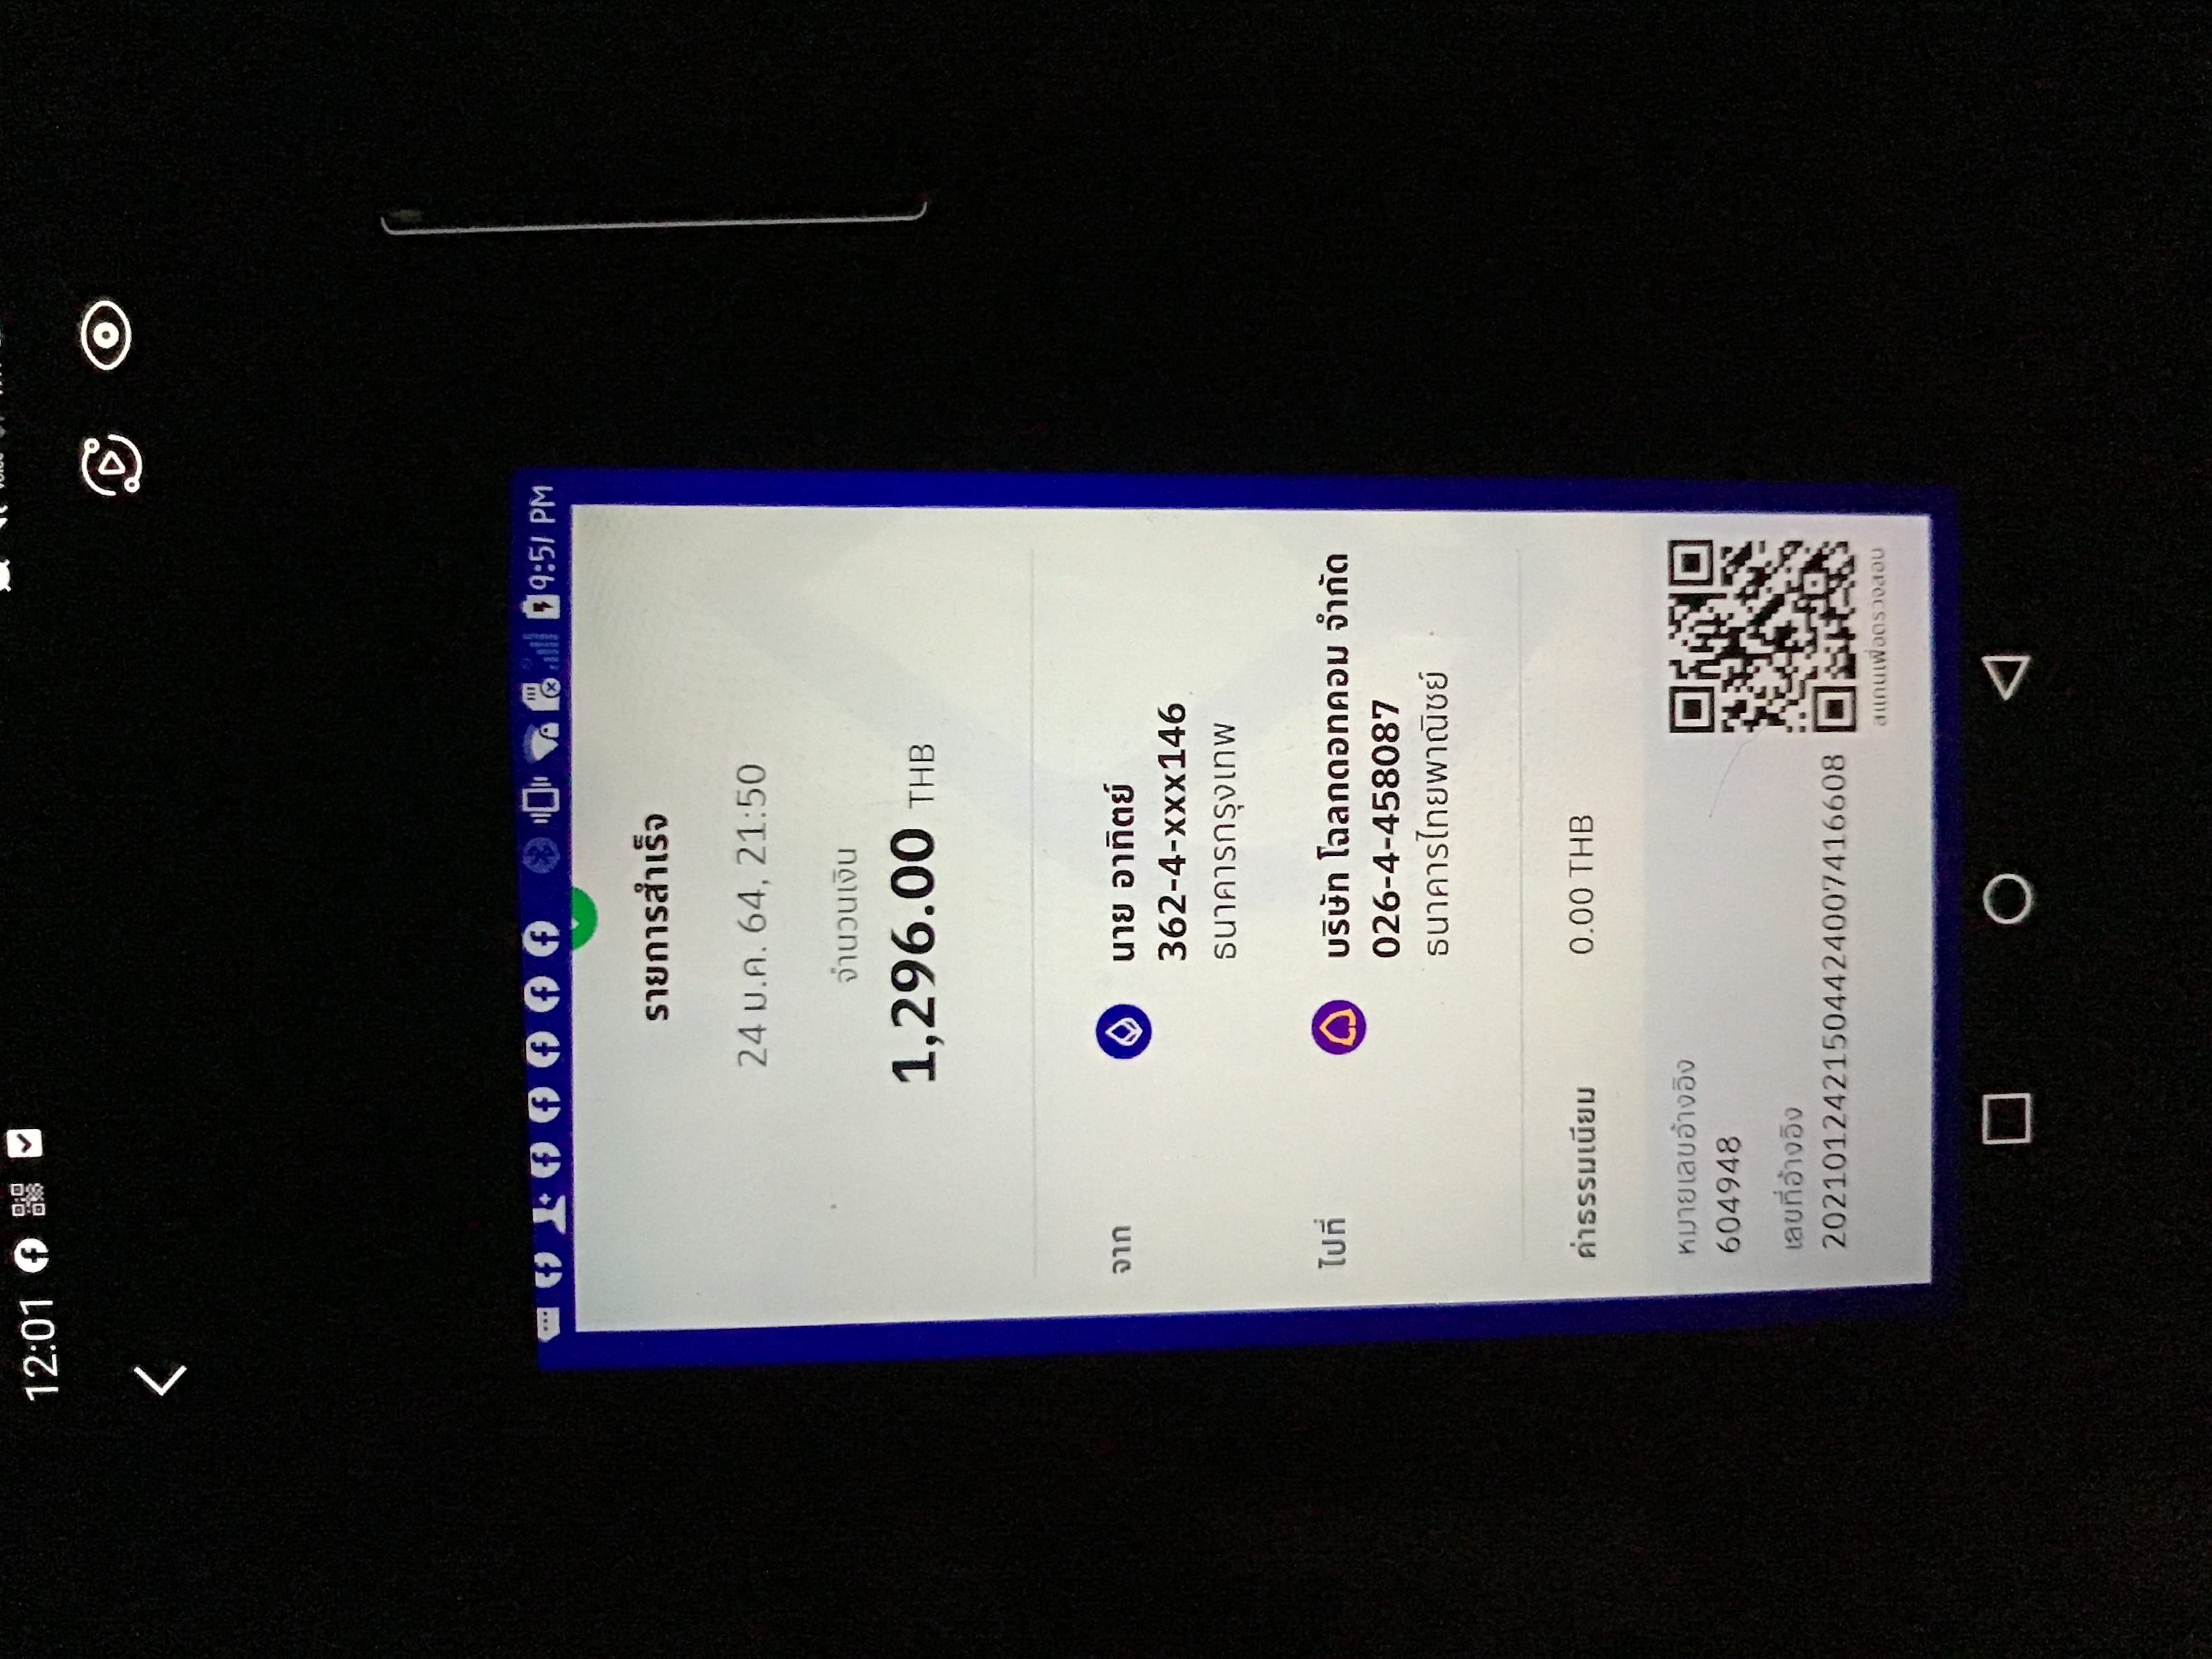 12:01
9:51 PM
รายการสำเร็จ
24 ม.ค. 64, 21:50
จำนวนเงิน
1,296.00 THB
จาก
นาย อาทิตย์
362-4-xxx146
ธนาคารกรุงเทพ
ไปที่
บริษัท โฉลกดอทคอม จำกัด
026-4-458087
ธนาคารไทยพาณิชย์
ค่าธรรมเนียม 0.00 THB
หมายเลขอ้างอิง
604948
เลขที่อ้างอิง
2021012421504424007416608
สแกนเพื่อตรวจสอบ